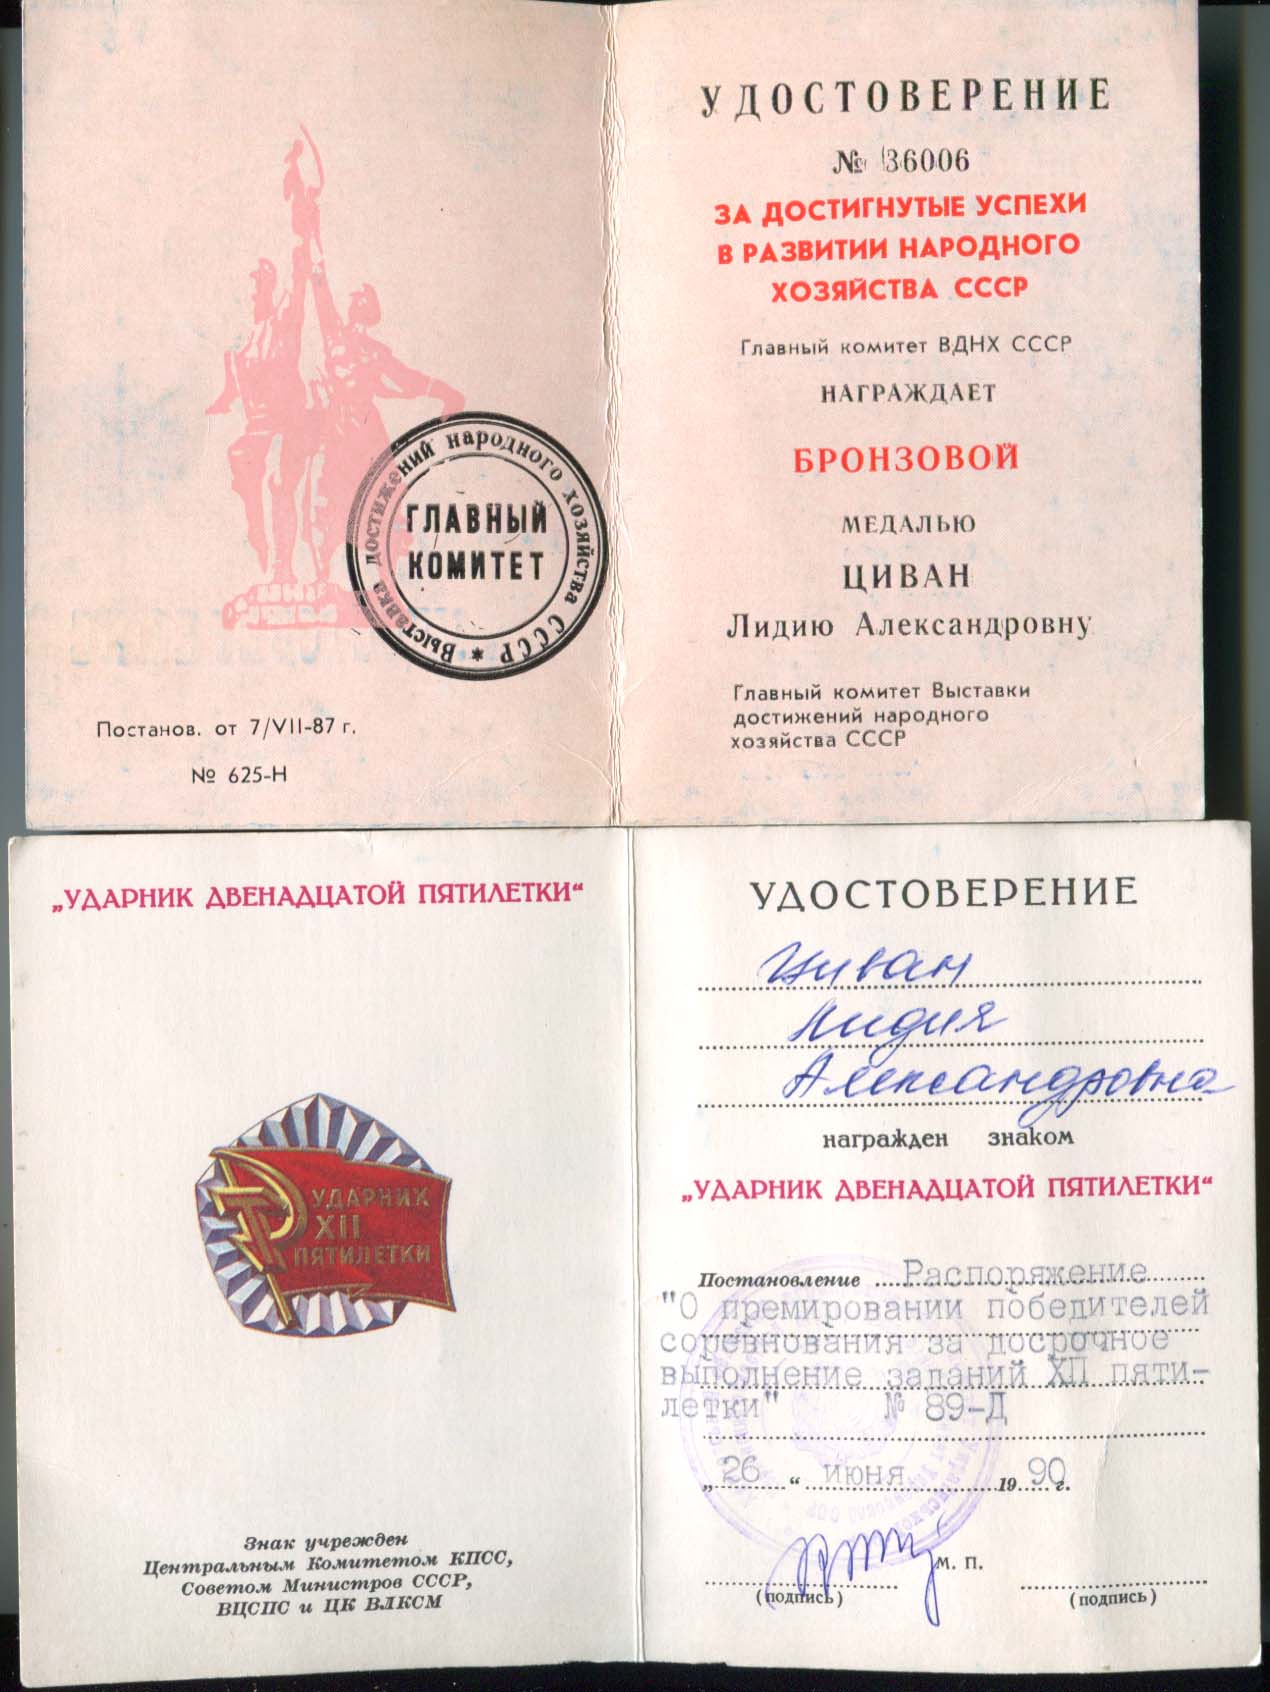 Постанов. от 7/VII-87 г.
№ 625-Н
Выставка достижений народного хозяйства СССР *
ГЛАВНЫЙ
КОМИТЕТ
УДОСТОВЕРЕНИЕ
№ 36006
ЗА ДОСТИГНУТЫЕ УСПЕХИ
В РАЗВИТИИ НАРОДНОГО
ХОЗЯЙСТВА СССР
Главный комитет ВДНХ СССР
НАГРАЖДАЕТ
БРОНЗОВОЙ
МЕДАЛЬЮ
ЦИВАН
Лидию Александровну
Главный комитет Выставки
достижений народного
хозяйства СССР
„УДАРНИК ДВЕНАДЦАТОЙ ПЯТИЛЕТКИ“
УДАРНИК
XII
ПЯТИЛЕТКИ
Знак учрежден
Центральным Комитетом КПСС,
Советом Министров СССР,
ВЦСПС и ЦК ВЛКСМ
УДОСТОВЕРЕНИЕ
Циван
Лидия
Александровна
награжден знаком
„УДАРНИК ДВЕНАДЦАТОЙ ПЯТИЛЕТКИ“
Постановление Распоряжение
"О премировании победителей
соревнования за досрочное
выполнение заданий ХП пяти-
летки" № 89-Д
„26“ июня 1990 г.
М. П.
(подпись) (подпись)